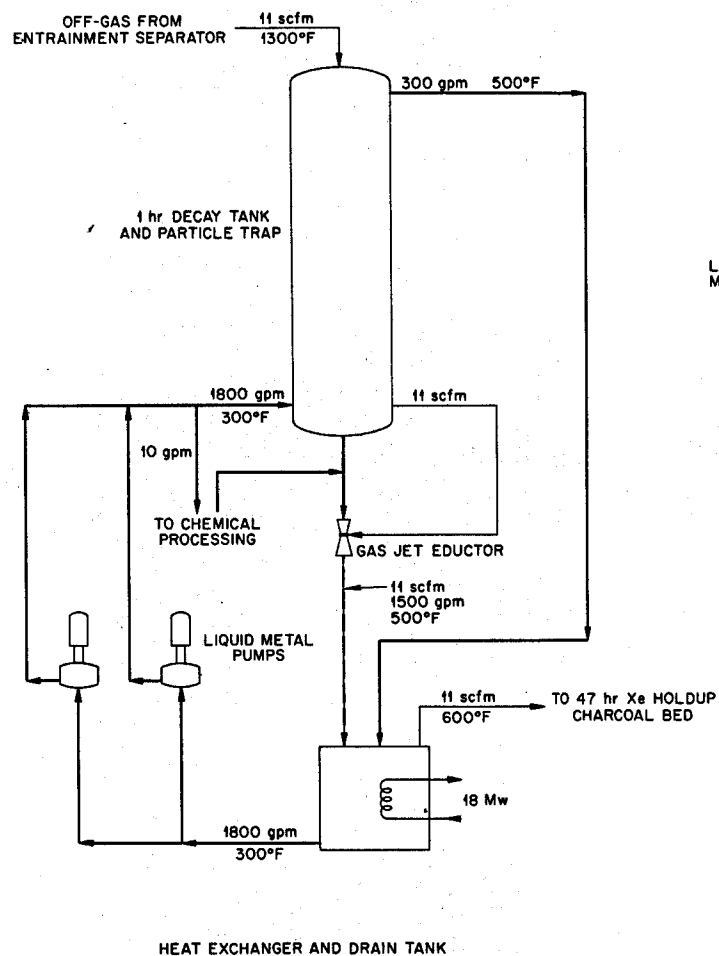 OFF-GAS FROM
ENTRAINMENT SEPARATOR
11 scfm
1300°F
300 gpm 500°F
1 hr DECAY TANK
AND PARTICLE TRAP
L
M
1800 gpm
300°F
11 scfm
10 gpm
TO CHEMICAL
PROCESSING
GAS JET EDUCTOR
11 scfm
1500 gpm
500°F
LIQUID METAL
PUMPS
11 scfm
600°F
TO 47 hr Xe HOLDUP
CHARCOAL BED
18 Mw
1800 gpm
300°F
HEAT EXCHANGER AND DRAIN TANK